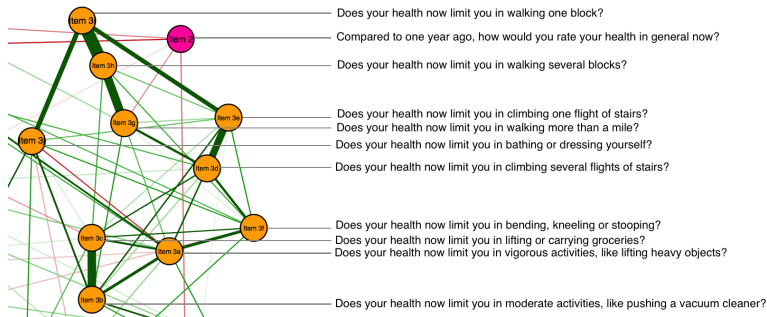 Item 3
Does your health now limit you in walking one block?
Item 2
Compared to one year ago, how would you rate your health in general now?
Item 3h
Does your health now limit you in walking several blocks?
Item 3g
Item 3e
Does your health now limit you in climbing one flight of stairs?
Does your health now limit you in walking more than a mile?
Item 3
Does your health now limit you in bathing or dressing yourself?
Item 3d
Does your health now limit you in climbing several flights of stairs?
Item 3f
Does your health now limit you in bending, kneeling or stooping?
Item 3c
Does your health now limit you in lifting or carrying groceries?
Item 3a
Does your health now limit you in vigorous activities, like lifting heavy objects?
Item 3b
Does your health now limit you in moderate activities, like pushing a vacuum cleaner?